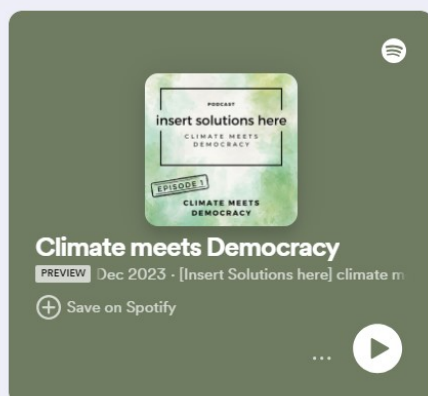 PODCAST
insert solutions here
CLIMATE MEETS
DEMOCRACY
EPISODE 1
CLIMATE MEETS
DEMOCRACY
Climate meets Democracy
PREVIEW Dec 2023 · [Insert Solutions here] climate m
Save on Spotify